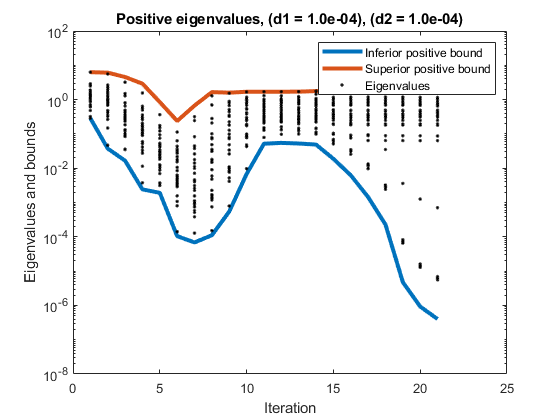 Positive eigenvalues, (d1 = 1.0e-04), (d2 = 1.0e-04)
Inferior positive bound
Superior positive bound
Eigenvalues
Eigenvalues and bounds
10^2
10^0
10^-2
10^-4
10^-6
10^-8
0 5 10 15 20 25
Iteration